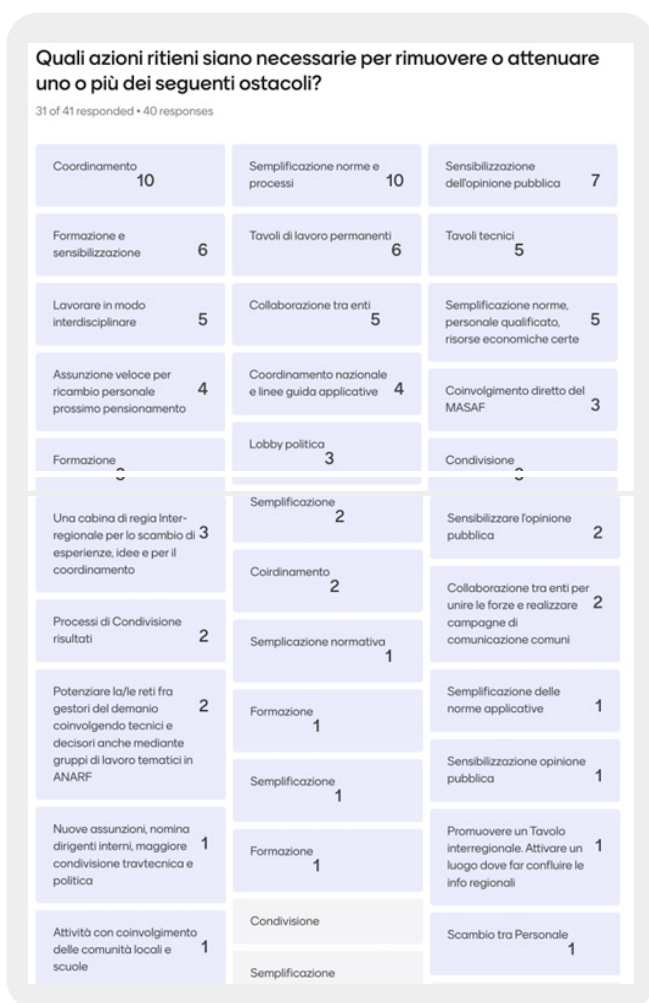 Quali azioni ritieni siano necessarie per rimuovere o attenuare
uno o più dei seguenti ostacoli?
31 of 41 responded • 40 responses
Coordinamento
10
Semplificazione norme e
processi
10
Sensibilizzazione
dell'opinione pubblica
7
Formazione e
sensibilizzazione
6
Tavoli di lavoro permanenti
6
Tavoli tecnici
5
Lavorare in modo
interdisciplinare
5
Collaborazione tra enti
5
Semplificazione norme,
personale qualificato,
risorse economiche certe
5
Assunzione veloce per
ricambio personale
prossimo pensionamento
4
Coordinamento nazionale
e linee guida applicative
4
Coinvolgimento diretto del
MASAF
3
Formazione
Lobby politica
3
Condivisione
Una cabina di regia Inter-
regionale per lo scambio di
esperienze, idee e per il
coordinamento
3
Semplificazione
2
Sensibilizzare l'opinione
pubblica
2
Processi di Condivisione
risultati
2
Coirdinamento
2
Collaborazione tra enti per
unire le forze e realizzare
campagne di
comunicazione comuni
2
Potenziare la/le reti fra
gestori del demanio
coinvolgendo tecnici e
decisori anche mediante
gruppi di lavoro tematici in
ANARF
2
Semplicazione normativa
1
Formazione
1
Semplificazione delle
norme applicative
1
Semplificazione
1
Sensibilizzazione opinione
pubblica
1
Nuove assunzioni, nomina
dirigenti interni, maggiore
condivisione travtecnica e
politica
1
Formazione
1
Promuovere un Tavolo
interregionale. Attivare un
luogo dove far confluire le
info regionali
1
Attività con coinvolgimento
delle comunità locali e
scuole
1
Condivisione
Semplificazione
Scambio tra Personale
1